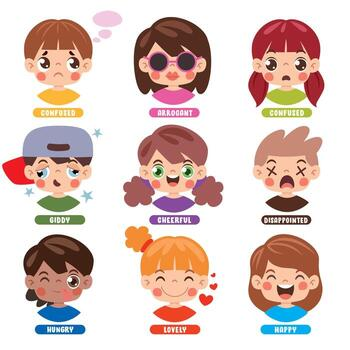 CONFUSED
ARROGANT
CONFUSED
GIDDY
CHEERFUL
DISAPPOINTED
HUNGRY
LOVELY
HAPPY